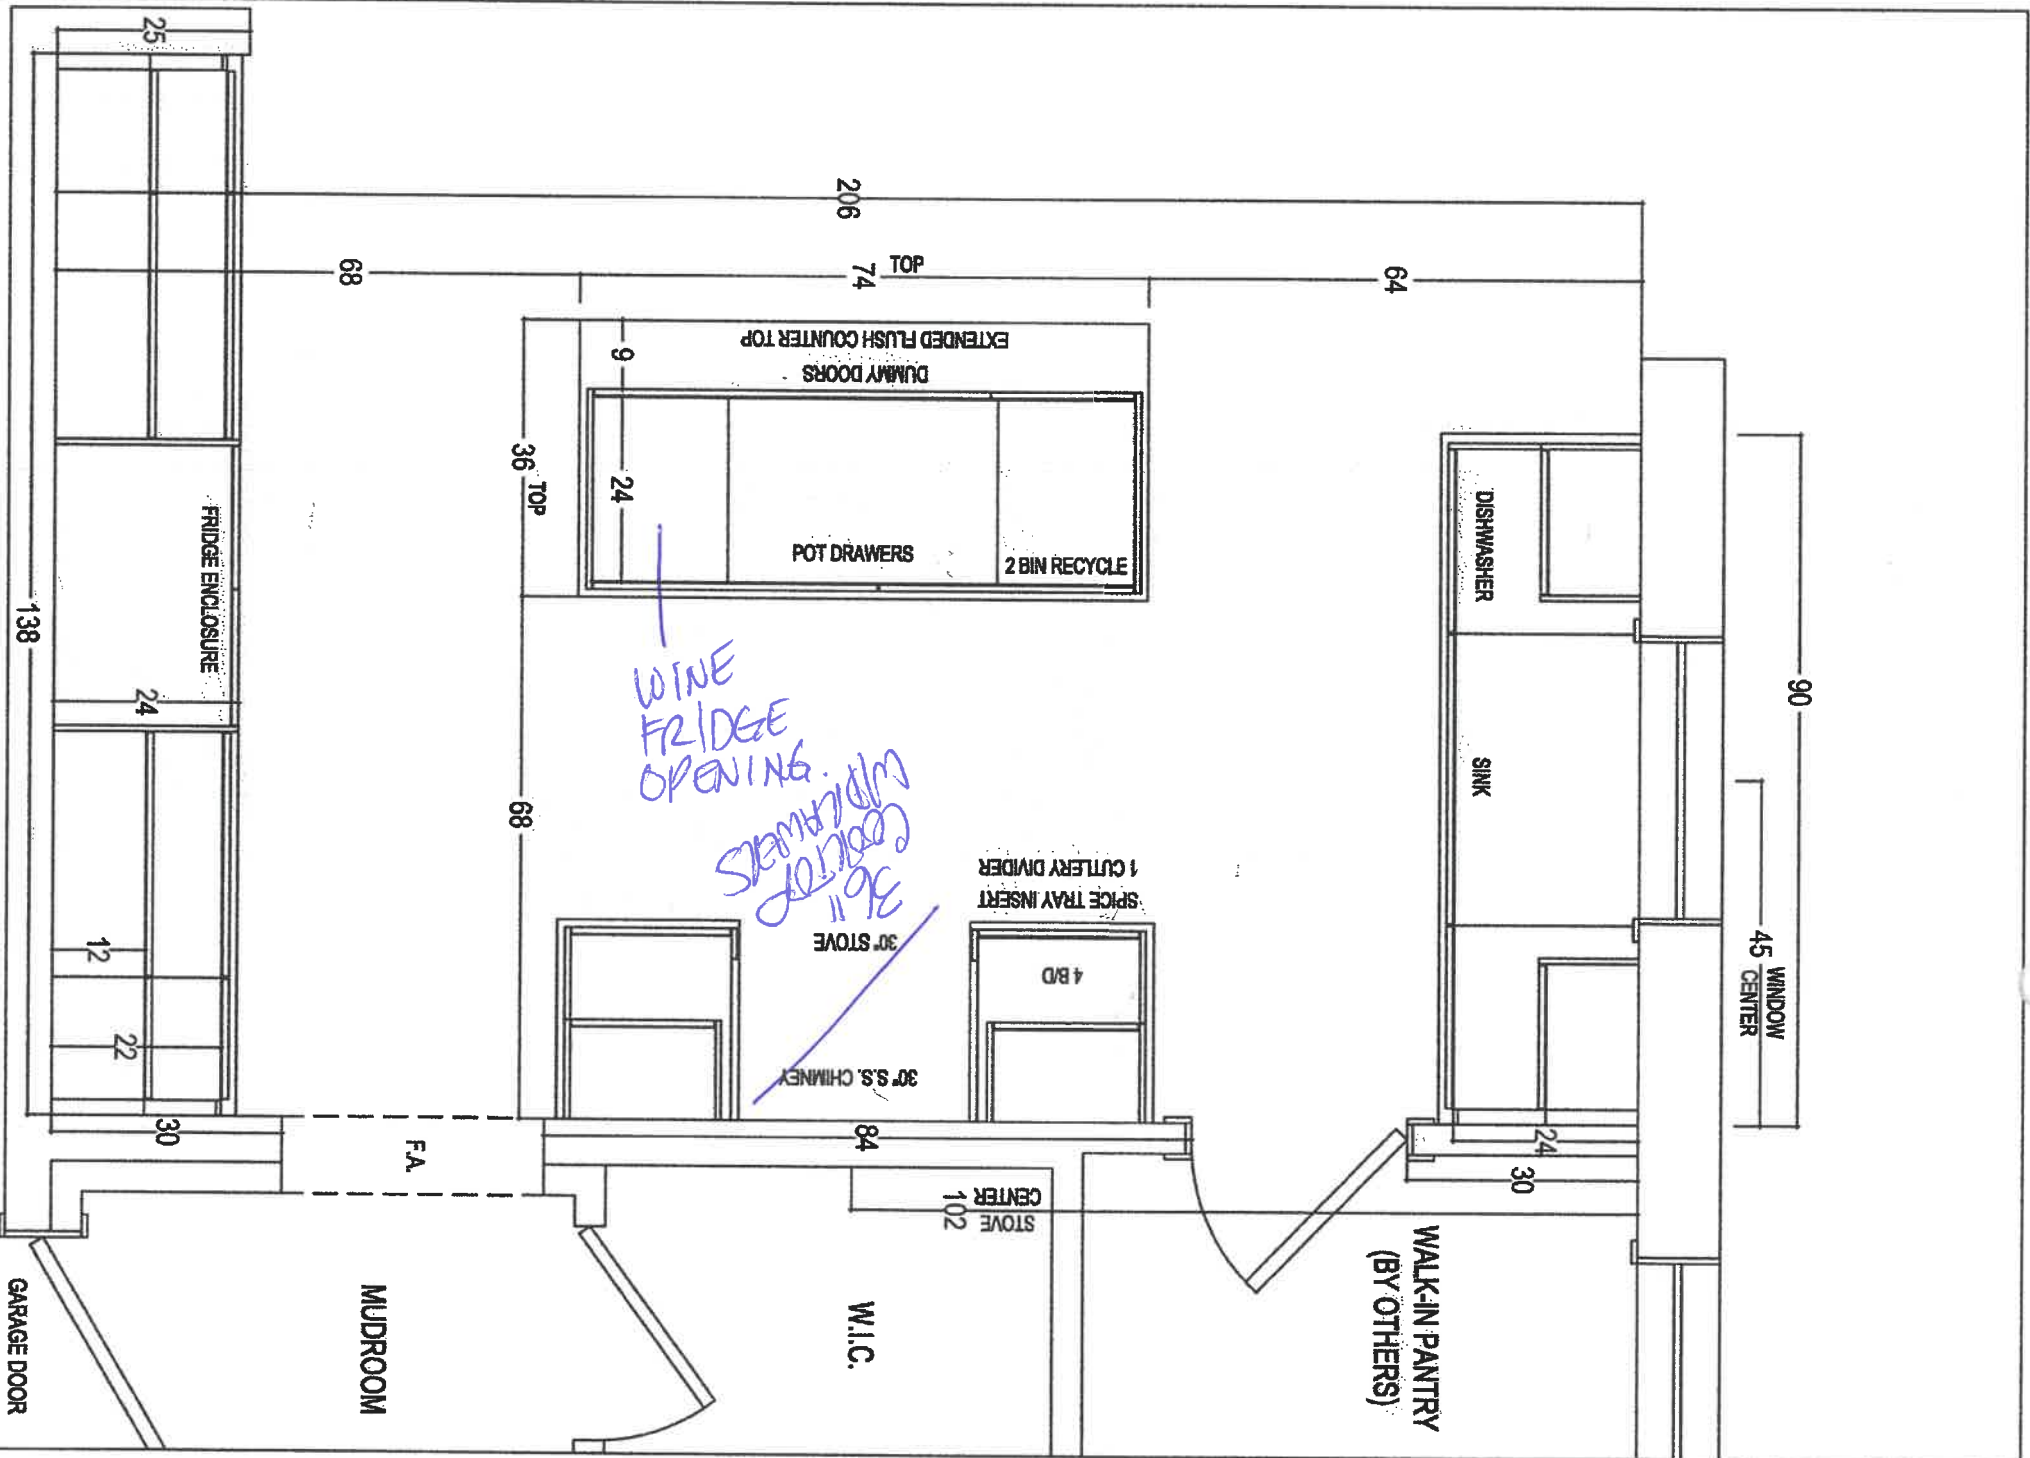 25
206
68
74 TOP
64
EXTENDED FLUSH COUNTER TOP
DUMMY DOORS
9
24
36 TOP
POT DRAWERS
2 BIN RECYCLE
DISHWASHER
SINK
90
45 WINDOW
CENTER
FRIDGE ENCLOSURE
138
24
68
WINE
FRIDGE
OPENING.
36"
COOKTOP
W/DRAWERS
1 CUTLERY DIVIDER
SPICE TRAY INSERT
30" STOVE
4 B/D
30" S.S. CHIMNEY
12
22
30
F.A.
84
24
30
STOVE
CENTER
102
WALK-IN PANTRY
(BY OTHERS)
W.I.C.
MUDROOM
GARAGE DOOR